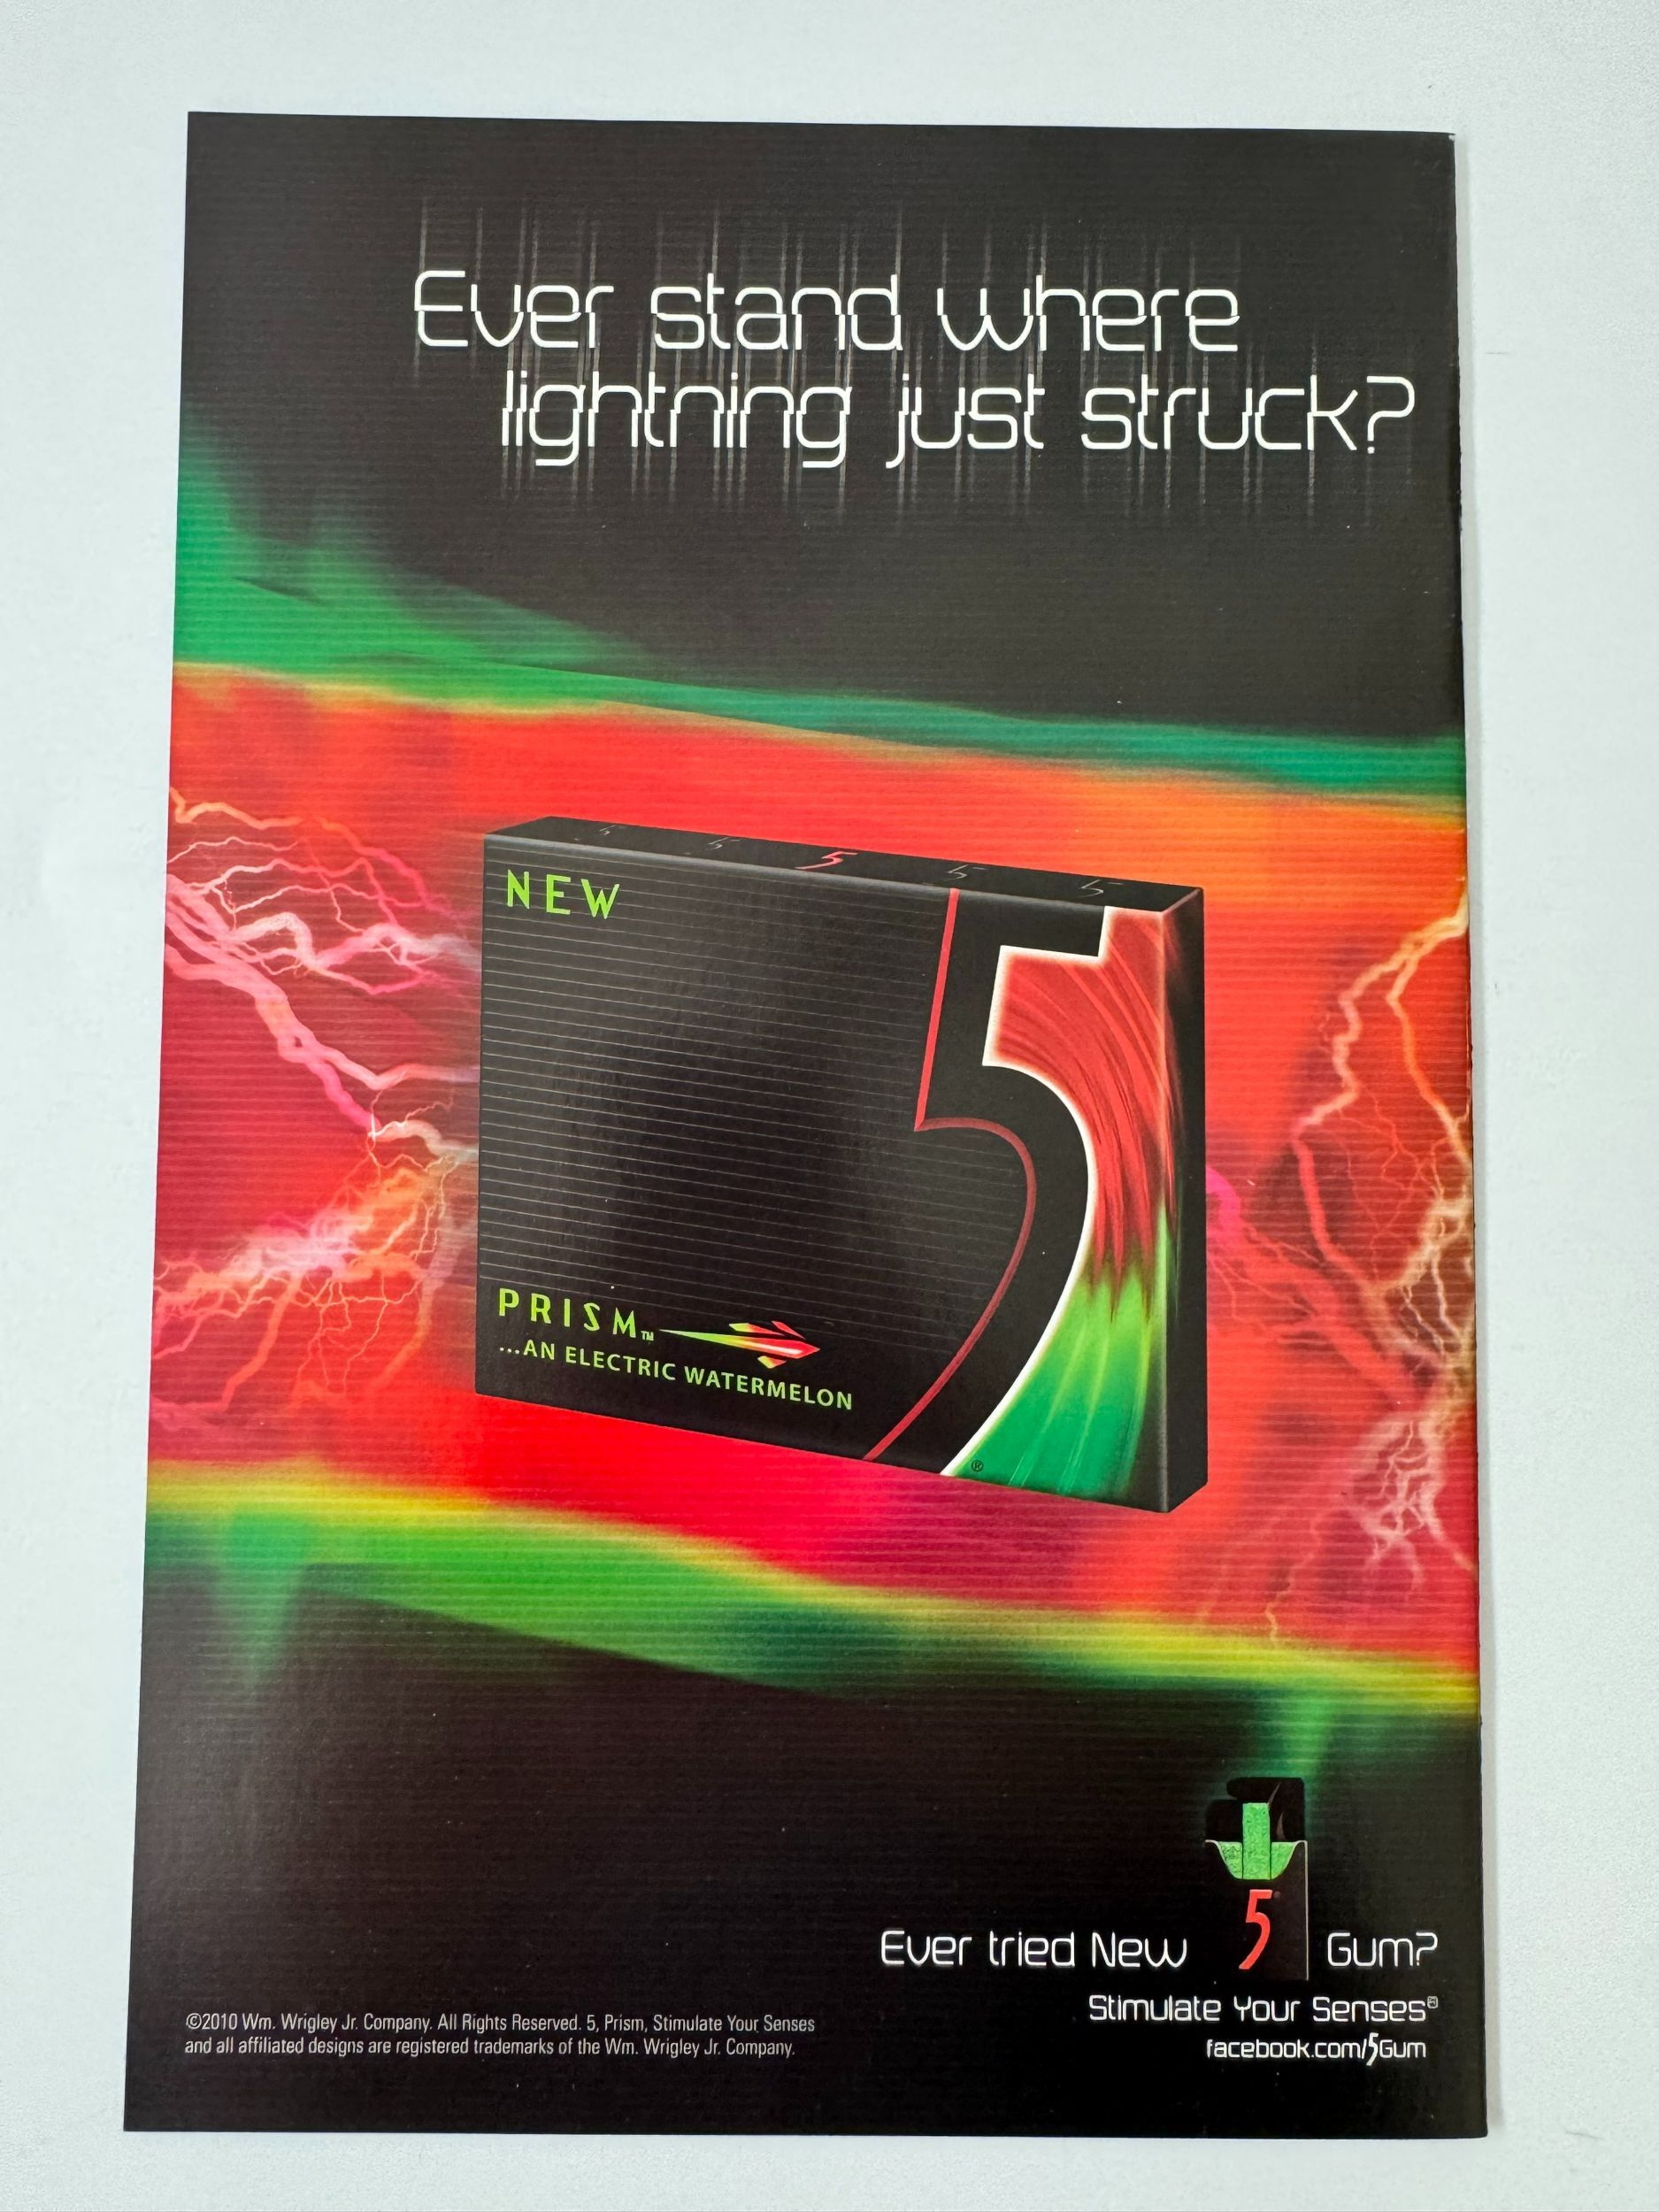 Ever stand where
lightning just struck?
5 5 5 5 5
NEW
5
PRISM™
...AN ELECTRIC WATERMELON
®
5
Ever tried New 5 Gum?
Stimulate Your Senses®
facebook.com/5Gum
©2010 Wm. Wrigley Jr. Company. All Rights Reserved. 5, Prism, Stimulate Your Senses
and all affiliated designs are registered trademarks of the Wm. Wrigley Jr. Company.